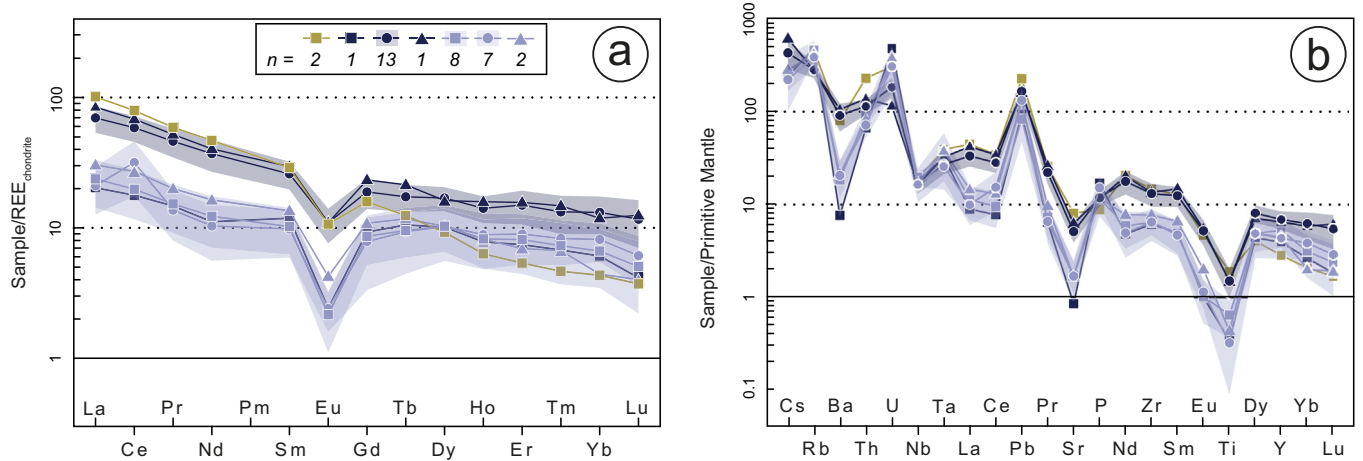 a
n = 2 1 13 1 8 7 2
Sample/REEchondrite
100
10
1
La Pr Pm Eu Tb Ho Tm Lu
Ce Nd Sm Gd Dy Er Yb
b
Sample/Primitive Mantle
1000
100
10
1
0.1
Cs Ba U Ta Ce Pr P Zr Eu Dy Yb
Rb Th Nb La Pb Sr Nd Sm Ti Y Lu